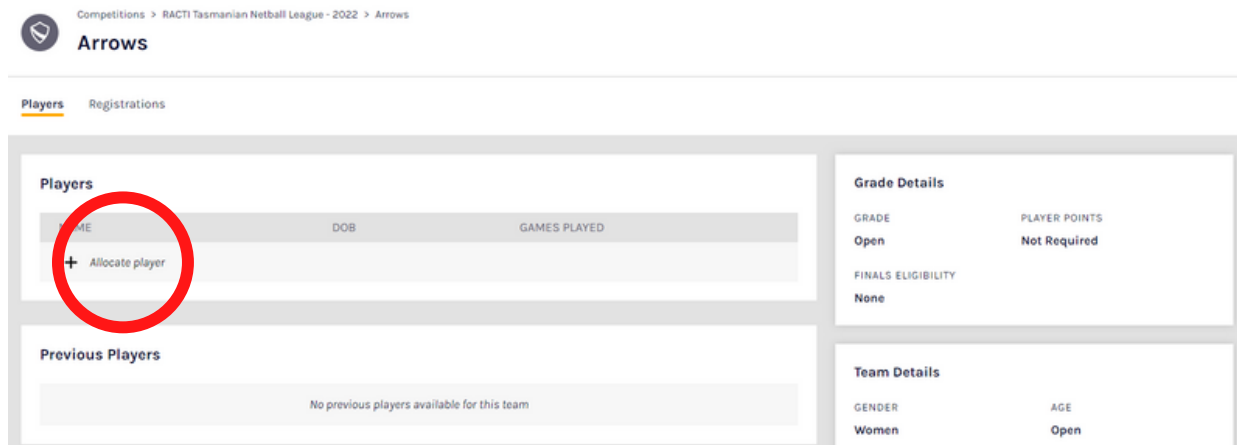 Competitions > RACTI Tasmanian Netball League - 2022 > Arrows
Arrows
Players Registrations
Players
NAME DOB GAMES PLAYED
+ Allocate player
Previous Players
No previous players available for this team
Grade Details
GRADE PLAYER POINTS
Open Not Required
FINALS ELIGIBILITY
None
Team Details
GENDER AGE
Women Open